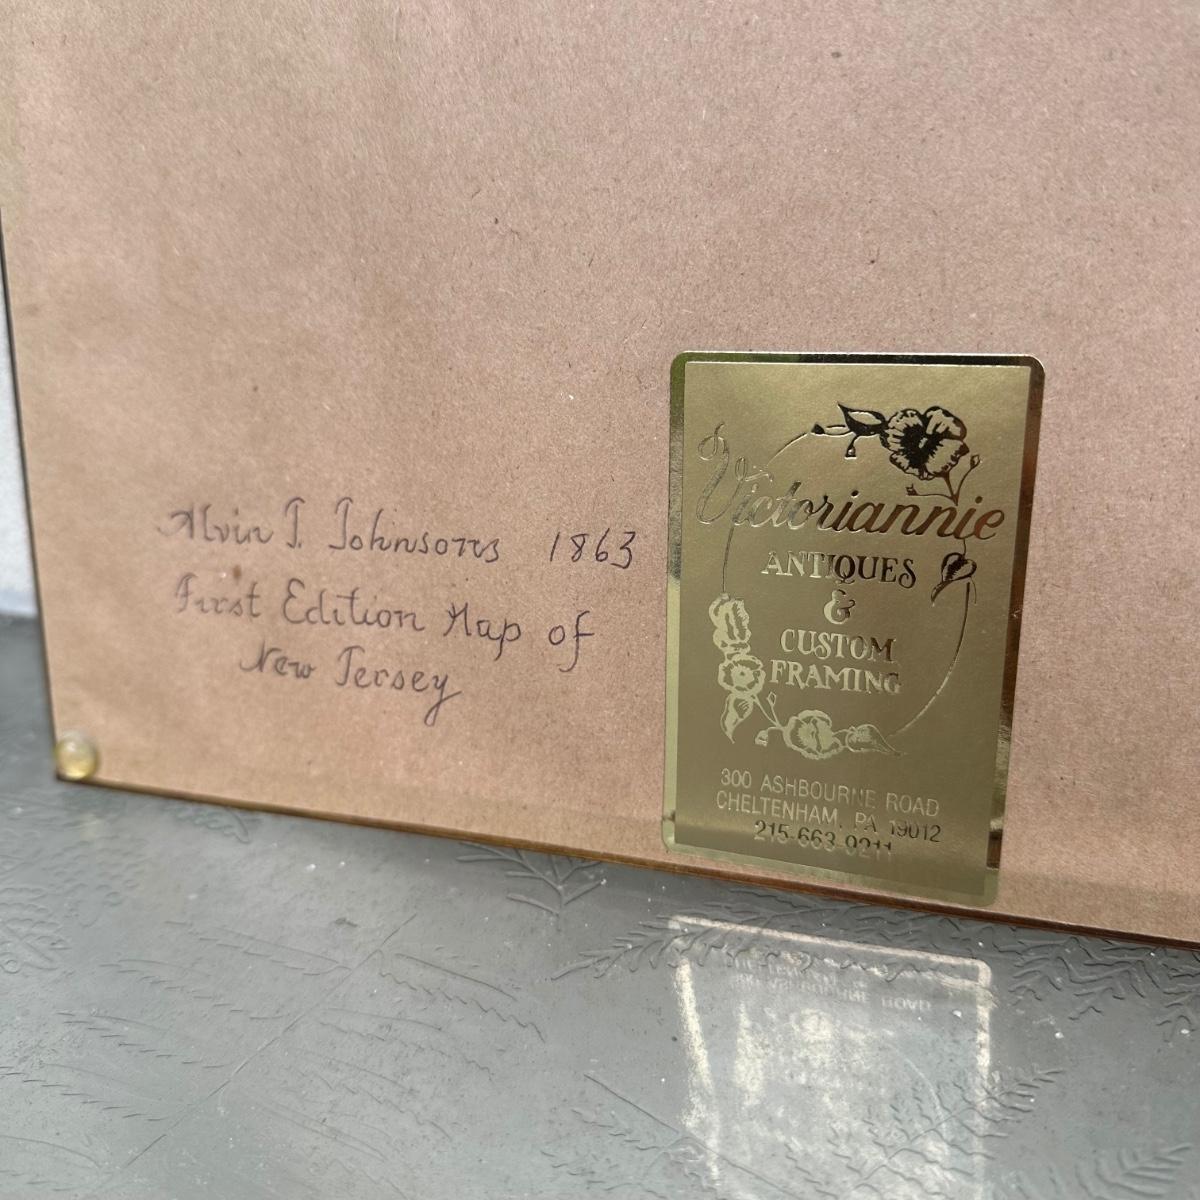 Alvin J. Johnsons 1863
First Edition Map of
New Jersey
Victoriannie
ANTIQUES
&
CUSTOM
FRAMING
300 ASHBOURNE ROAD
CHELTENHAM, PA 19012
215-663-0211